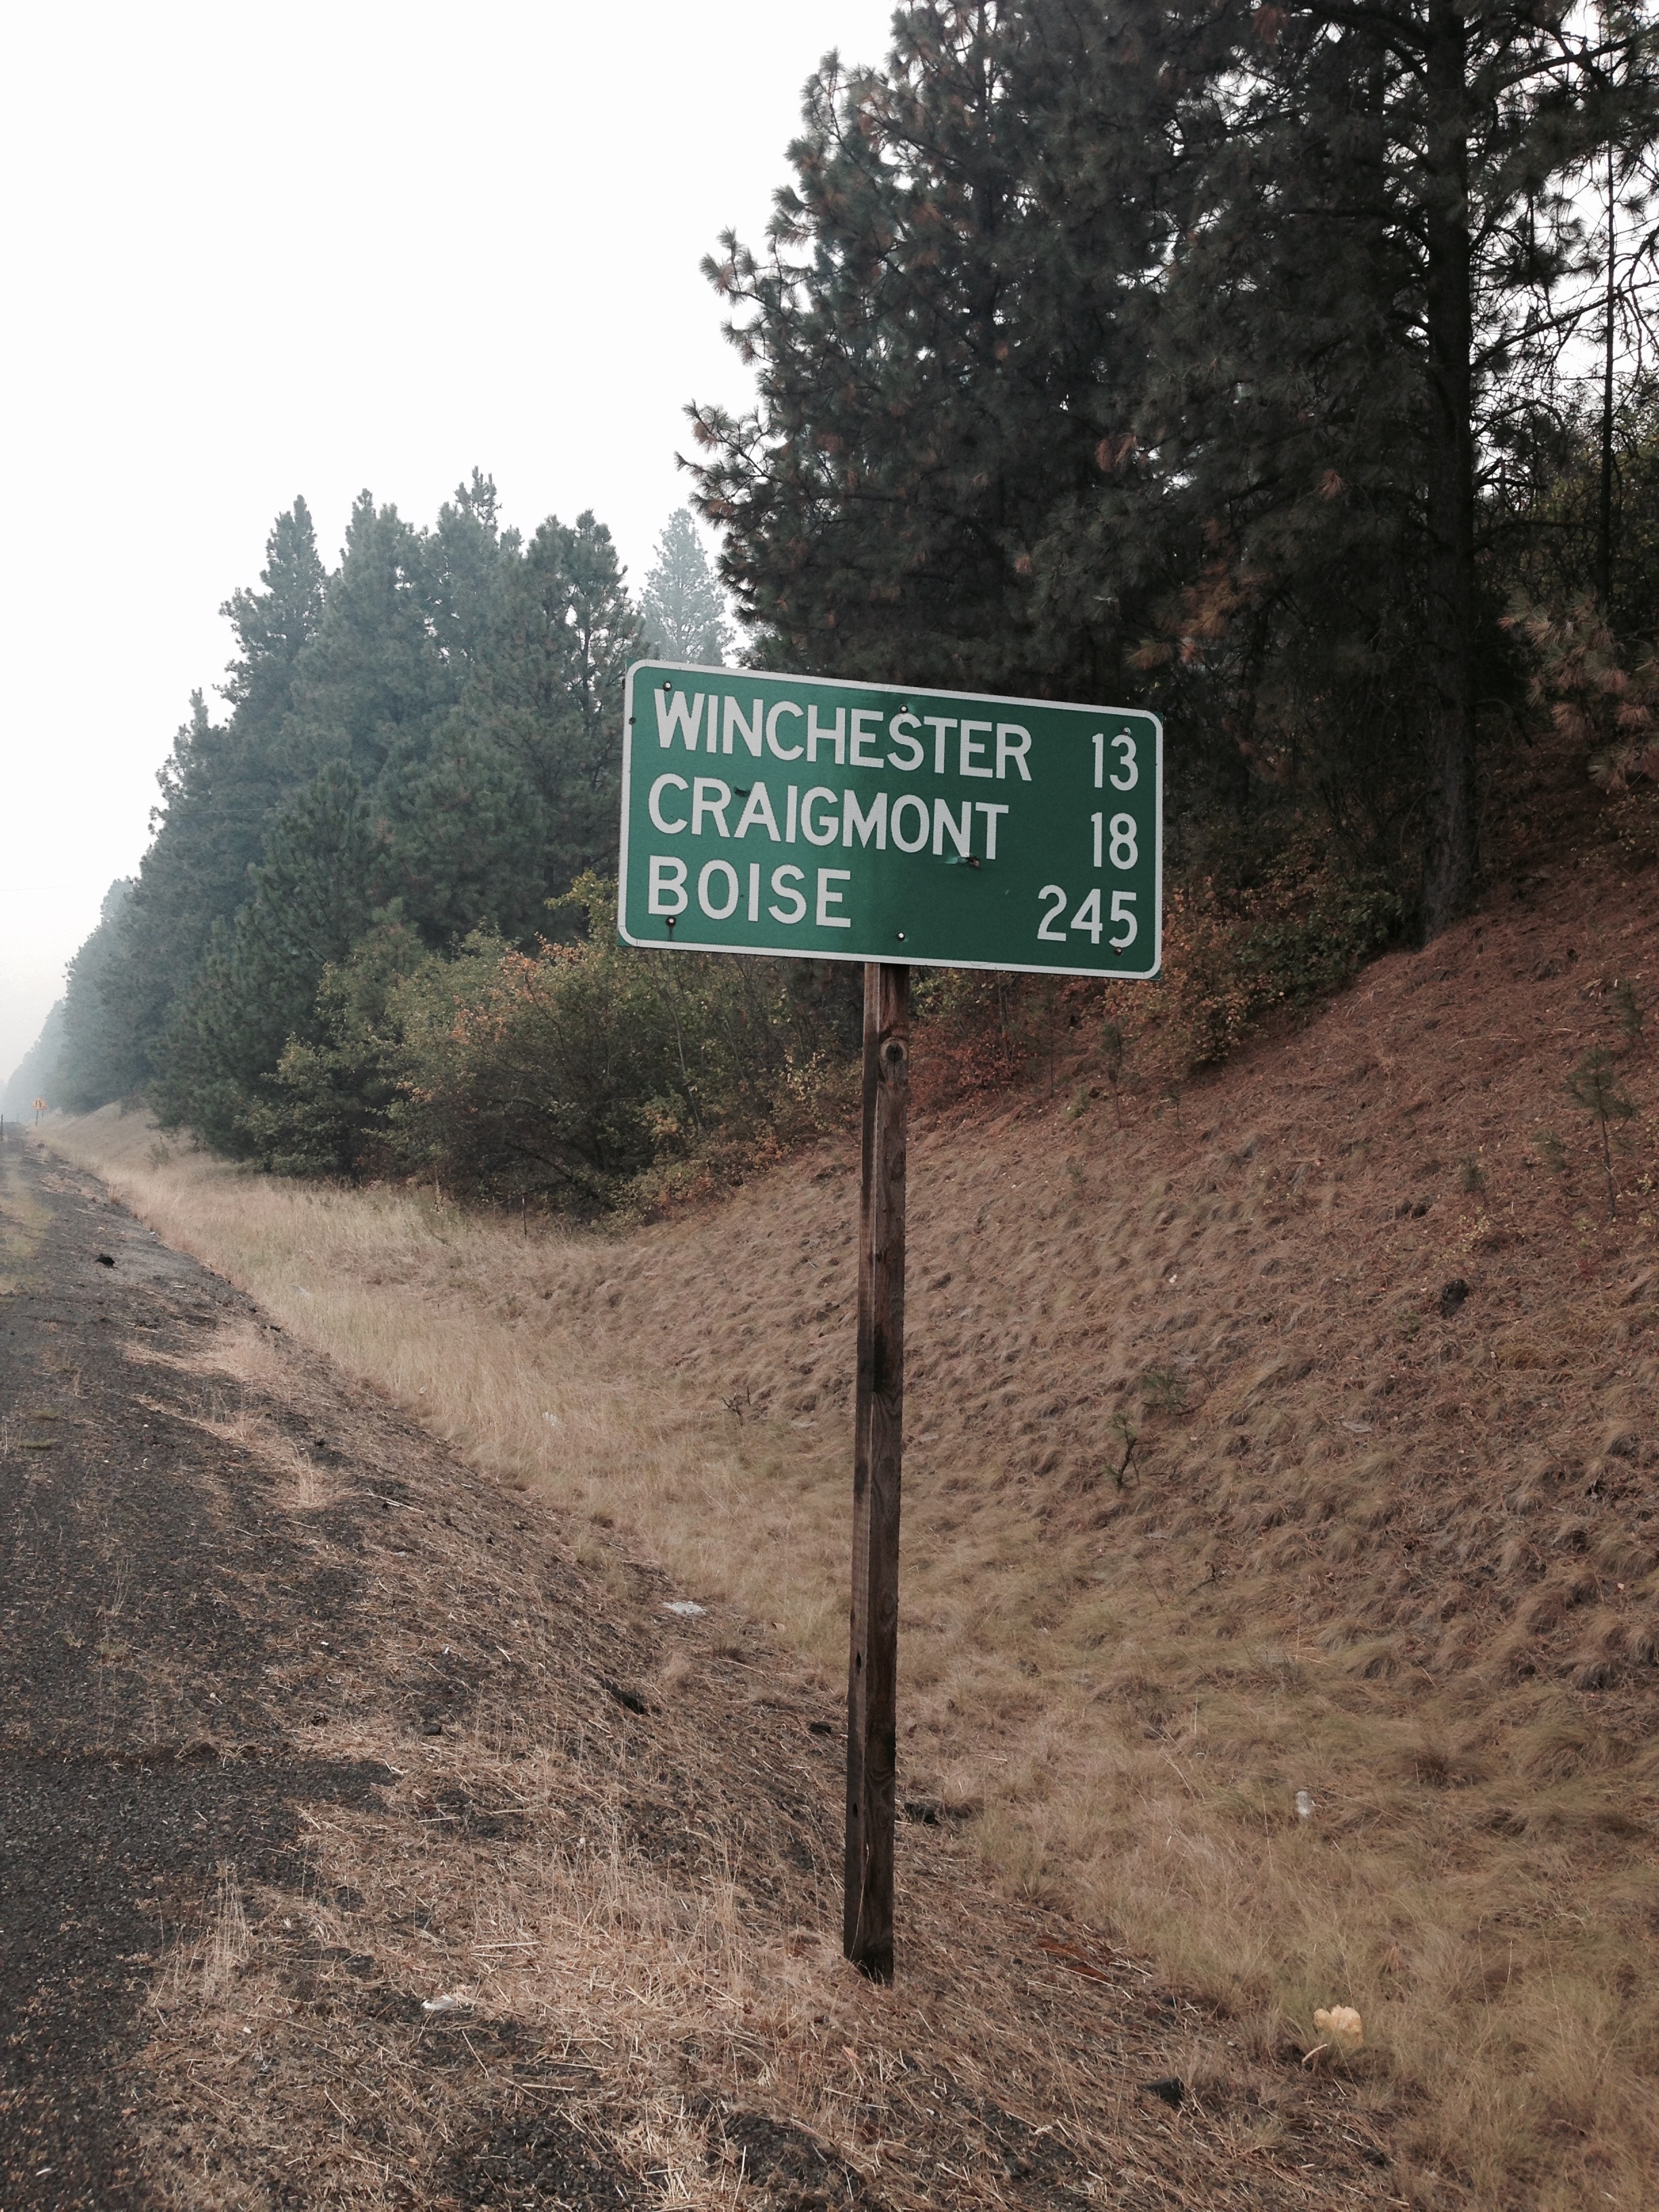 WINCHESTER 13
CRAIGMONT 18
BOISE 245